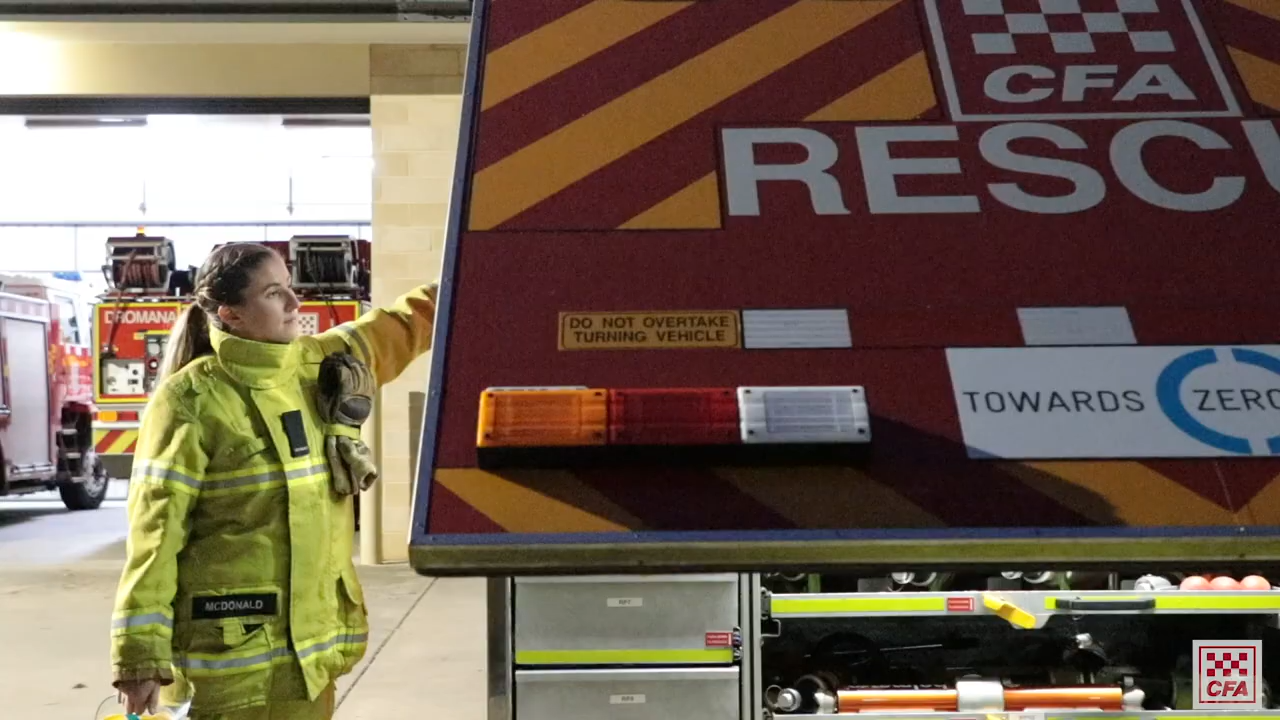 CFA
RESCU
DROMANA
DO NOT OVERTAKE
TURNING VEHICLE
TOWARDS ZERO
MCDONALD
CFA